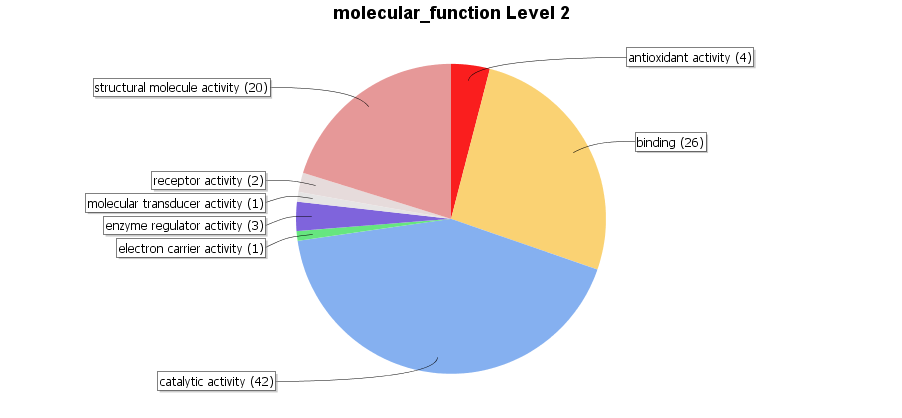 molecular_function Level 2
antioxidant activity (4)
structural molecule activity (20)
binding (26)
receptor activity (2)
molecular transducer activity (1)
enzyme regulator activity (3)
electron carrier activity (1)
catalytic activity (42)